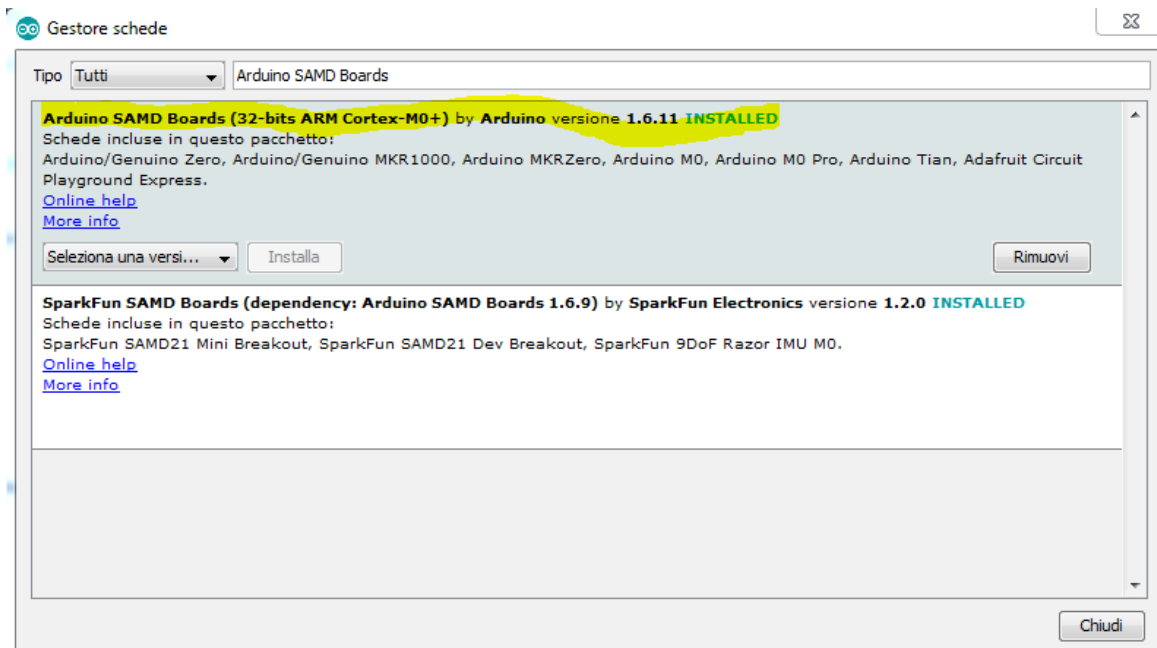 Gestore schede
Tipo Tutti Arduino SAMD Boards
Arduino SAMD Boards (32-bits ARM Cortex-M0+) by Arduino versione 1.6.11 INSTALLED
Schede incluse in questo pacchetto:
Arduino/Genuino Zero, Arduino/Genuino MKR1000, Arduino MKRZero, Arduino M0, Arduino M0 Pro, Arduino Tian, Adafruit Circuit
Playground Express.
Online help
More info
Seleziona una versi... Installa Rimuovi
SparkFun SAMD Boards (dependency: Arduino SAMD Boards 1.6.9) by SparkFun Electronics versione 1.2.0 INSTALLED
Schede incluse in questo pacchetto:
SparkFun SAMD21 Mini Breakout, SparkFun SAMD21 Dev Breakout, SparkFun 9DoF Razor IMU M0.
Online help
More info
Chiudi